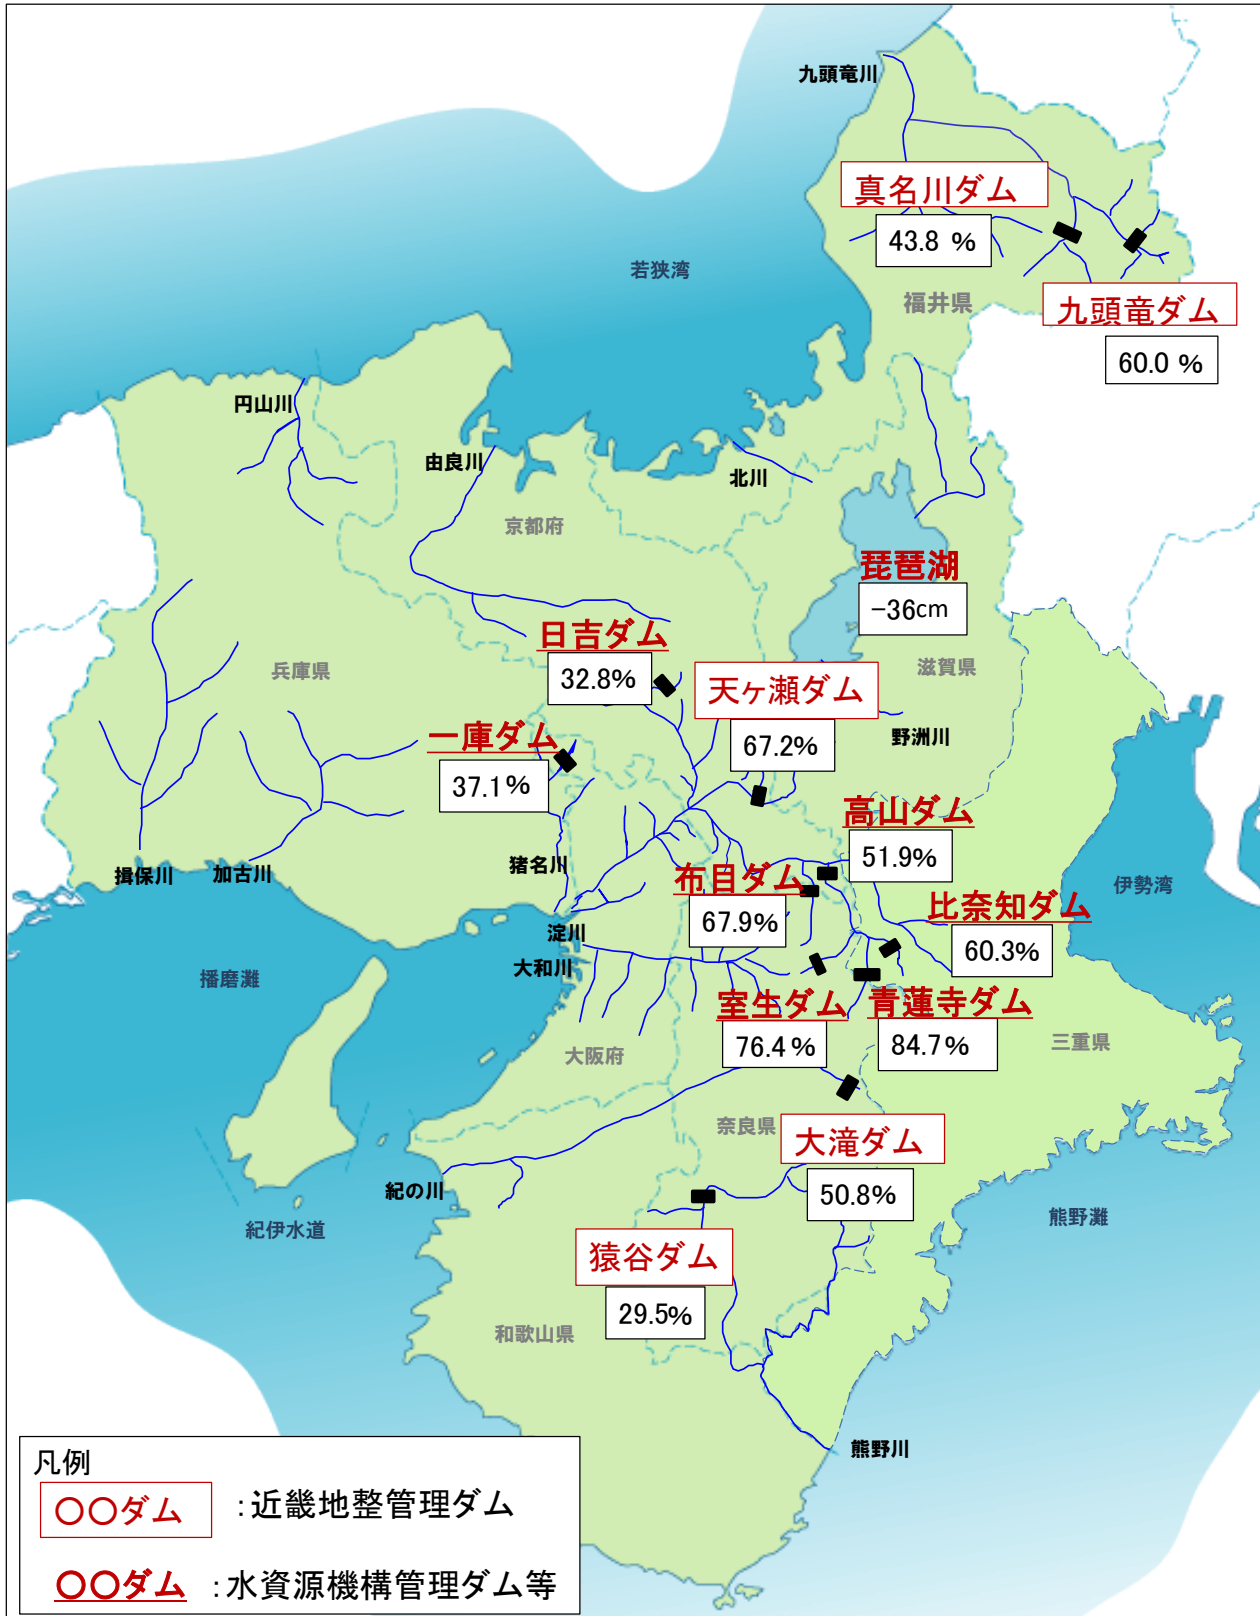 九頭竜川
真名川ダム
43.8 %
若狭湾
福井県
九頭竜ダム
60.0 %
円山川
由良川
北川
京都府
琵琶湖
−36cm
日吉ダム
32.8%
兵庫県
滋賀県
天ヶ瀬ダム
67.2%
野洲川
一庫ダム
37.1%
高山ダム
51.9%
揖保川
加古川
猪名川
布目ダム
67.9%
伊勢湾
比奈知ダム
60.3%
淀川
大和川
播磨灘
室生ダム
76.4%
青蓮寺ダム
84.7%
大阪府
三重県
奈良県
大滝ダム
50.8%
紀の川
紀伊水道
熊野灘
猿谷ダム
29.5%
和歌山県
熊野川
凡例
〇〇ダム :近畿地整管理ダム
〇〇ダム :水資源機構管理ダム等